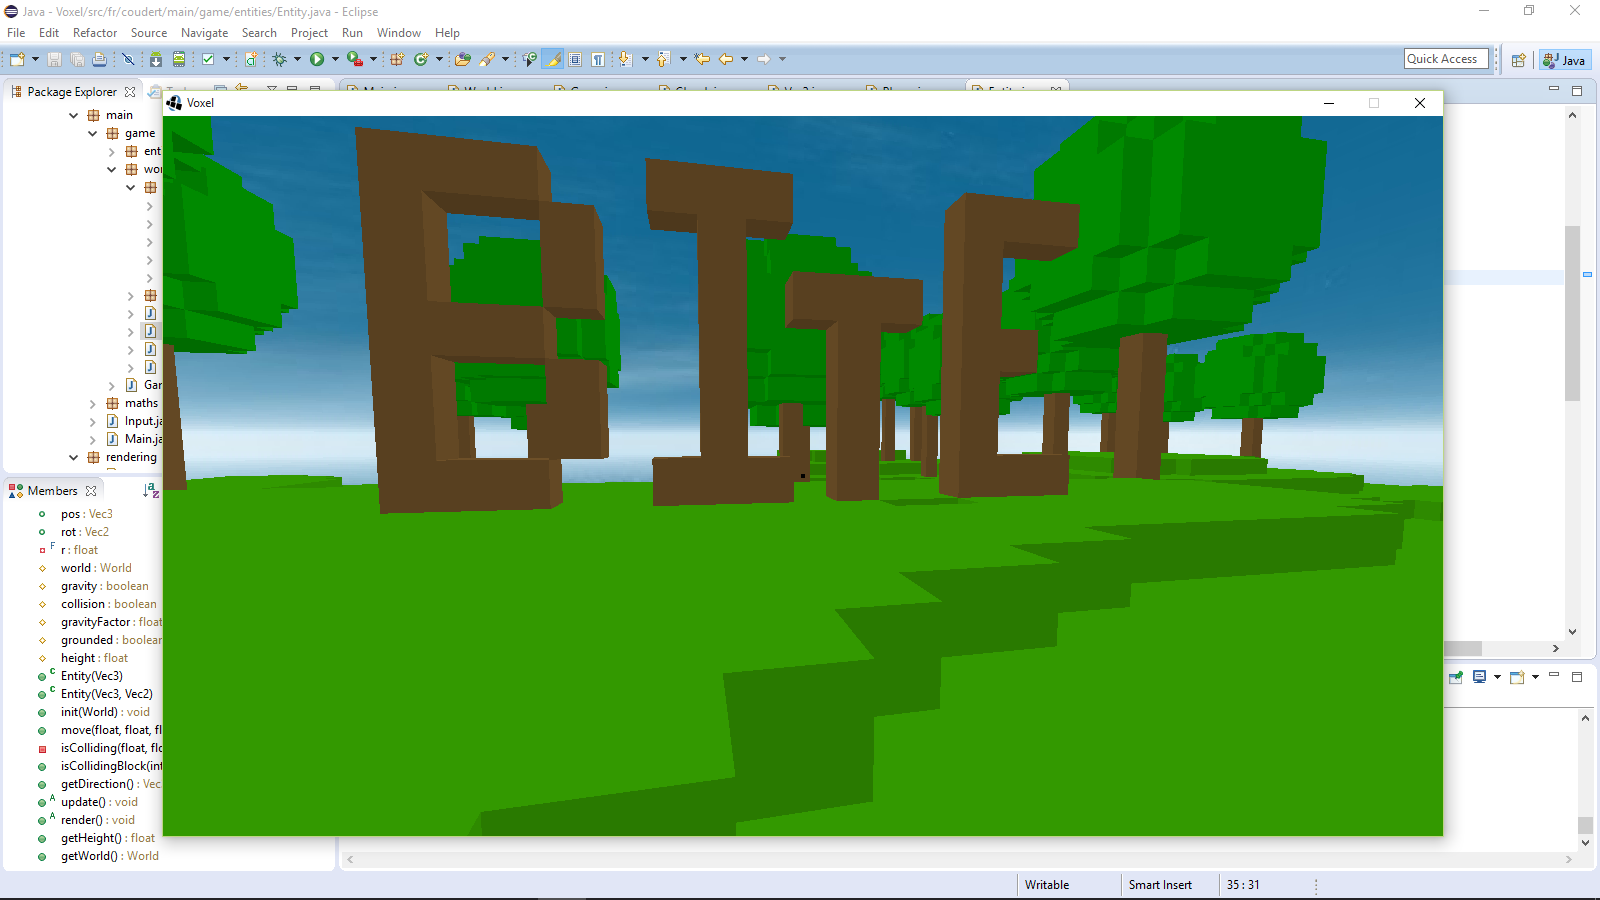 Java - Voxel/src/fr/coudert/main/game/entities/Entity.java - Eclipse
File Edit Refactor Source Navigate Search Project Run Window Help
Quick Access
Java
Package Explorer
main
game
ent
wor
Gar
maths
Input.ja
Main.ja
rendering
Voxel
BITE
Members
pos : Vec3
rot : Vec2
r : float
world : World
gravity : boolean
collision : boolean
gravityFactor : float
grounded : boolean
height : float
Entity(Vec3)
Entity(Vec3, Vec2)
init(World) : void
move(float, float, fl
isColliding(float, flo
isCollidingBlock(int
getDirection() : Vec
update() : void
render() : void
getHeight() : float
getWorld() : World
Writable
Smart Insert
35 : 31